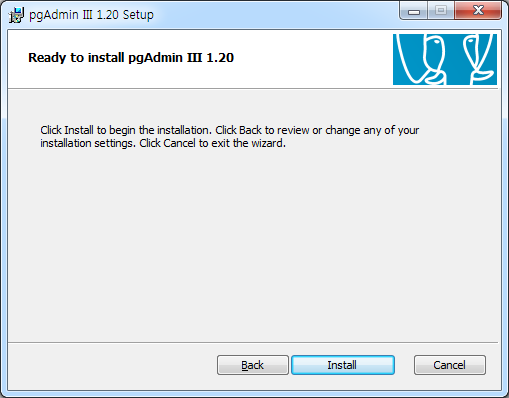 pgAdmin III 1.20 Setup
Ready to install pgAdmin III 1.20
Click Install to begin the installation. Click Back to review or change any of your
installation settings. Click Cancel to exit the wizard.
Back Install Cancel